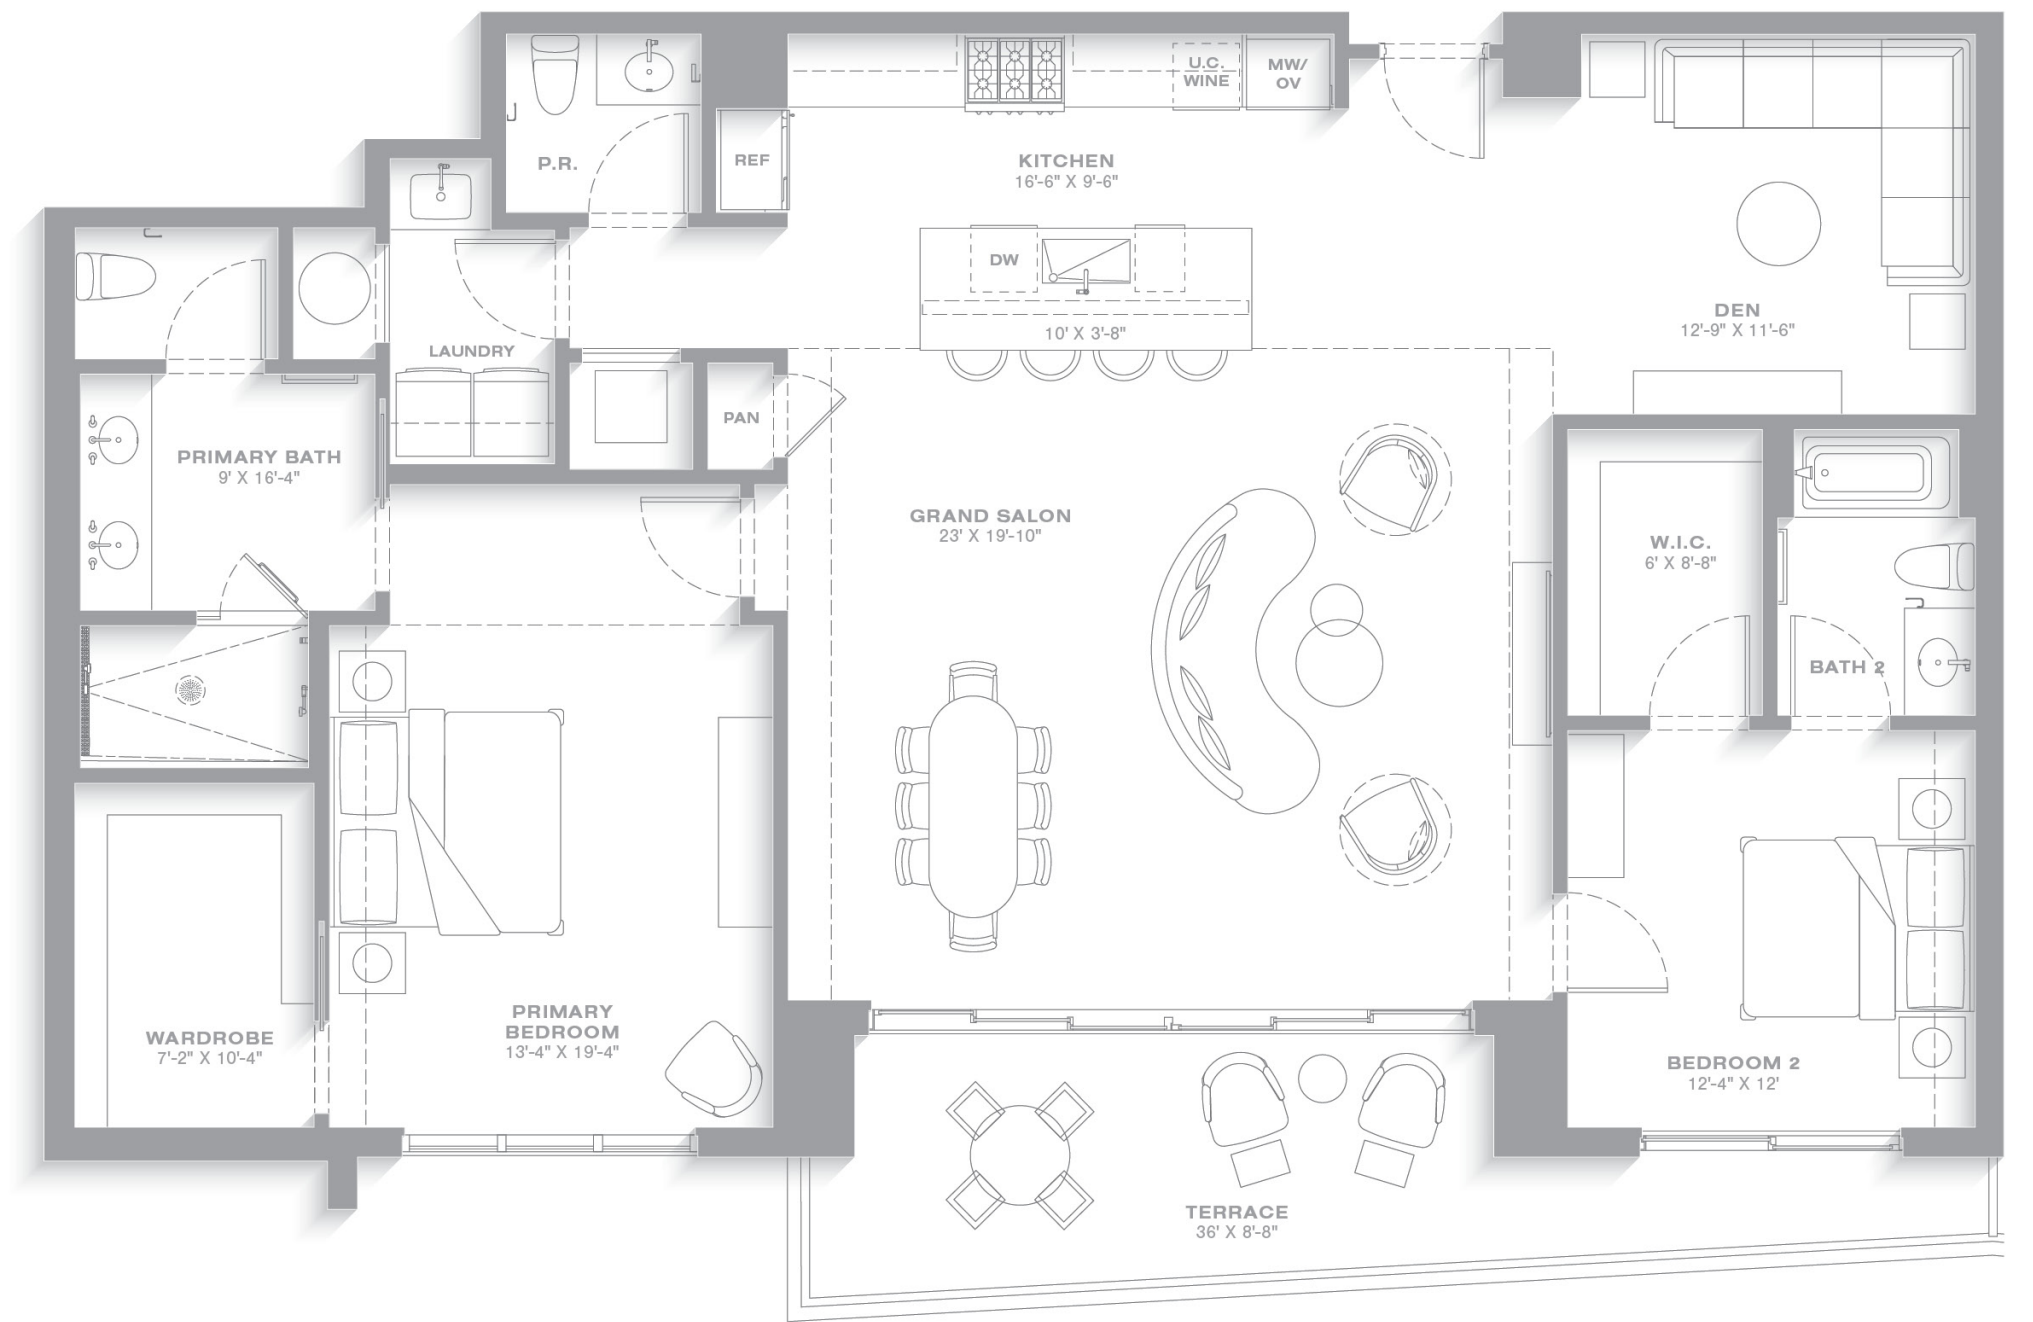 U.C.
WINE
MW/
OV
P.R.
REF
KITCHEN
16'-6" X 9'-6"
DW
10' X 3'-8"
DEN
12'-9" X 11'-6"
LAUNDRY
PAN
PRIMARY BATH
9' X 16'-4"
GRAND SALON
23' X 19'-10"
W.I.C.
6' X 8'-8"
BATH 2
WARDROBE
7'-2" X 10'-4"
PRIMARY
BEDROOM
13'-4" X 19'-4"
BEDROOM 2
12'-4" X 12'
TERRACE
36' X 8'-8"